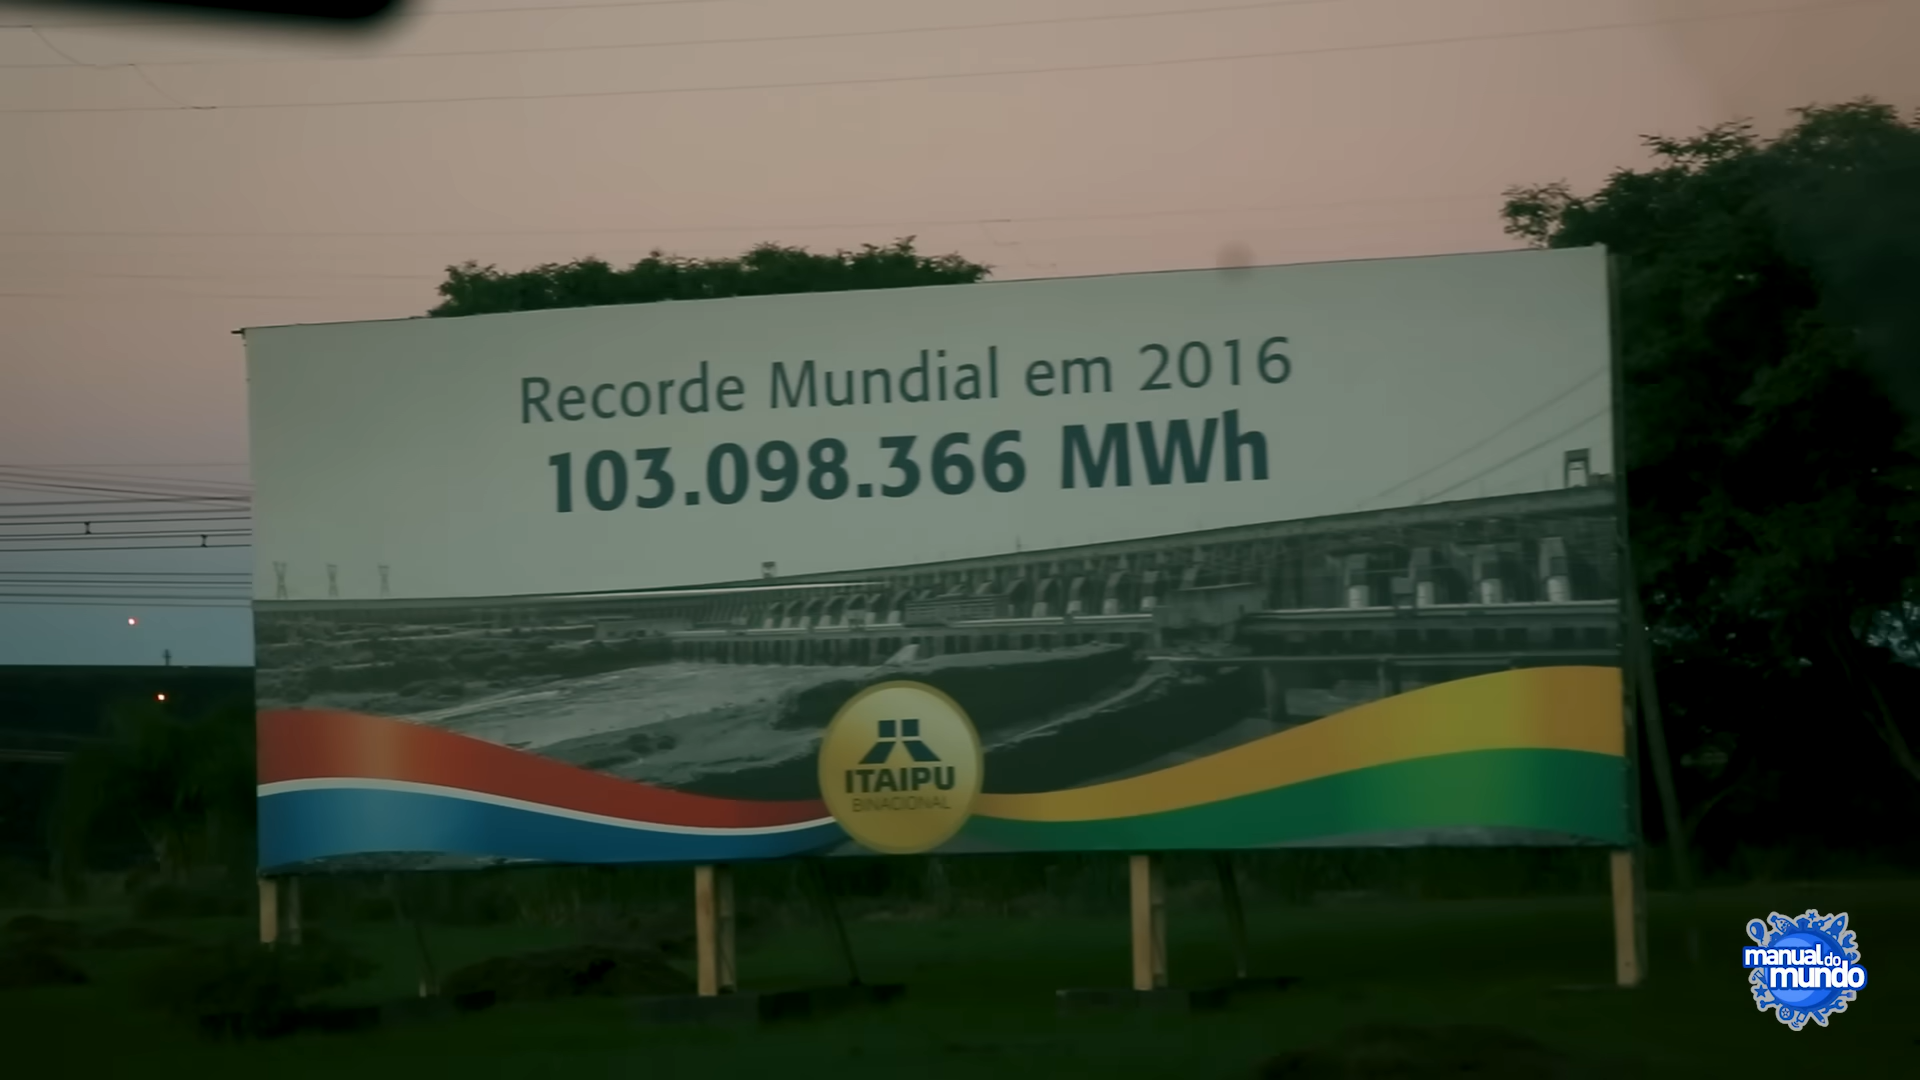 Recorde Mundial em 2016
103.098.366 MWh
ITAIPU
BINACIONAL
manual do
mundo